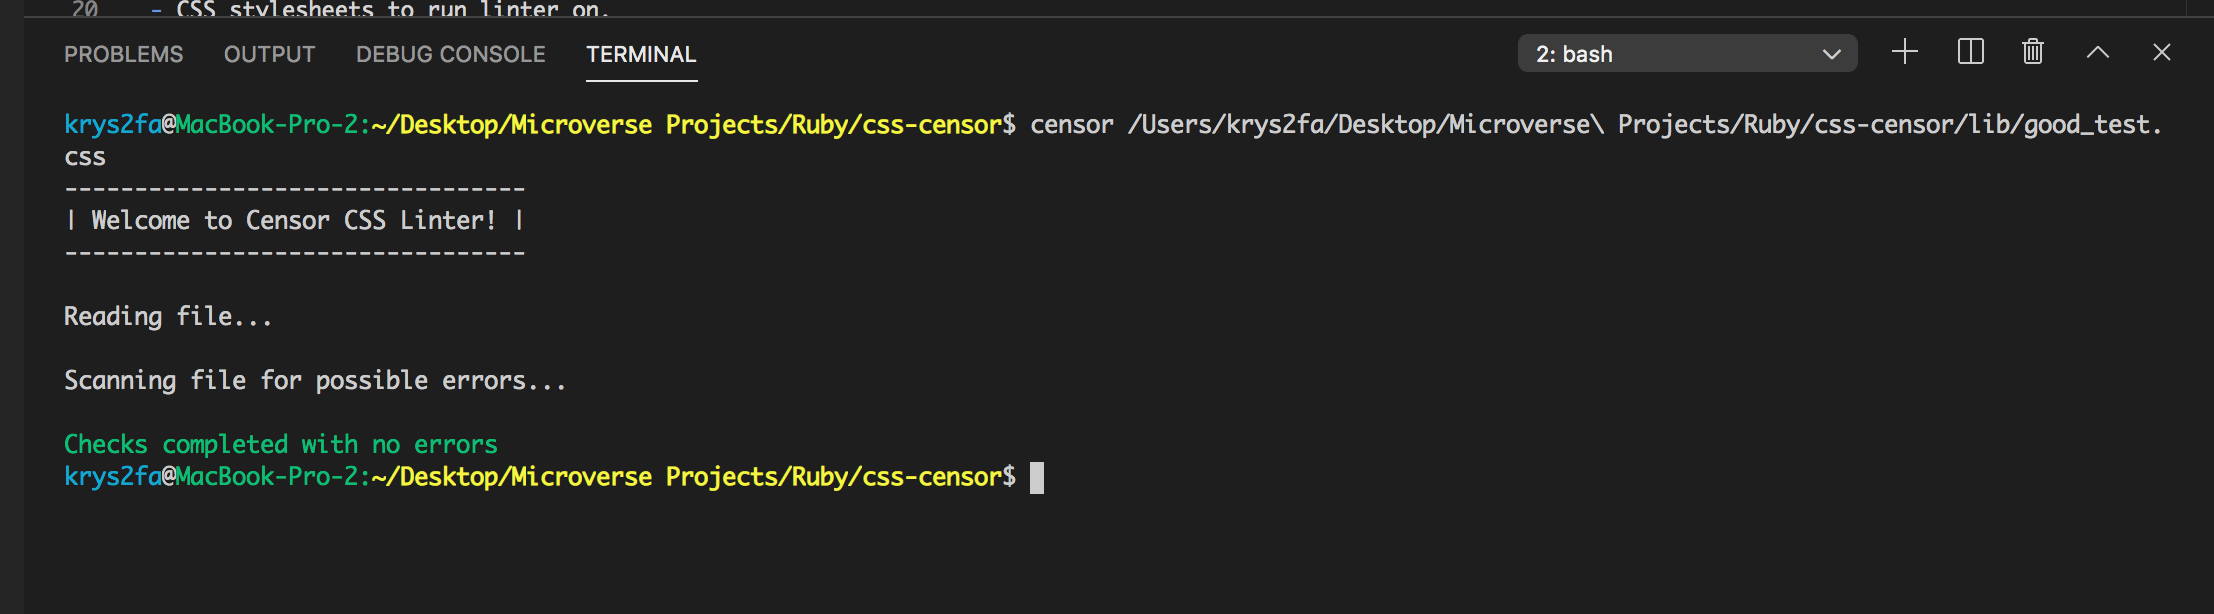 20 - CSS stylesheets to run linter on.
PROBLEMS OUTPUT DEBUG CONSOLE TERMINAL 2: bash
krys2fa@MacBook-Pro-2:~/Desktop/Microverse Projects/Ruby/css-censor$ censor /Users/krys2fa/Desktop/Microverse\ Projects/Ruby/css-censor/lib/good_test.
css
---------------------------------
| Welcome to Censor CSS Linter! |
---------------------------------
Reading file...
Scanning file for possible errors...
Checks completed with no errors
krys2fa@MacBook-Pro-2:~/Desktop/Microverse Projects/Ruby/css-censor$